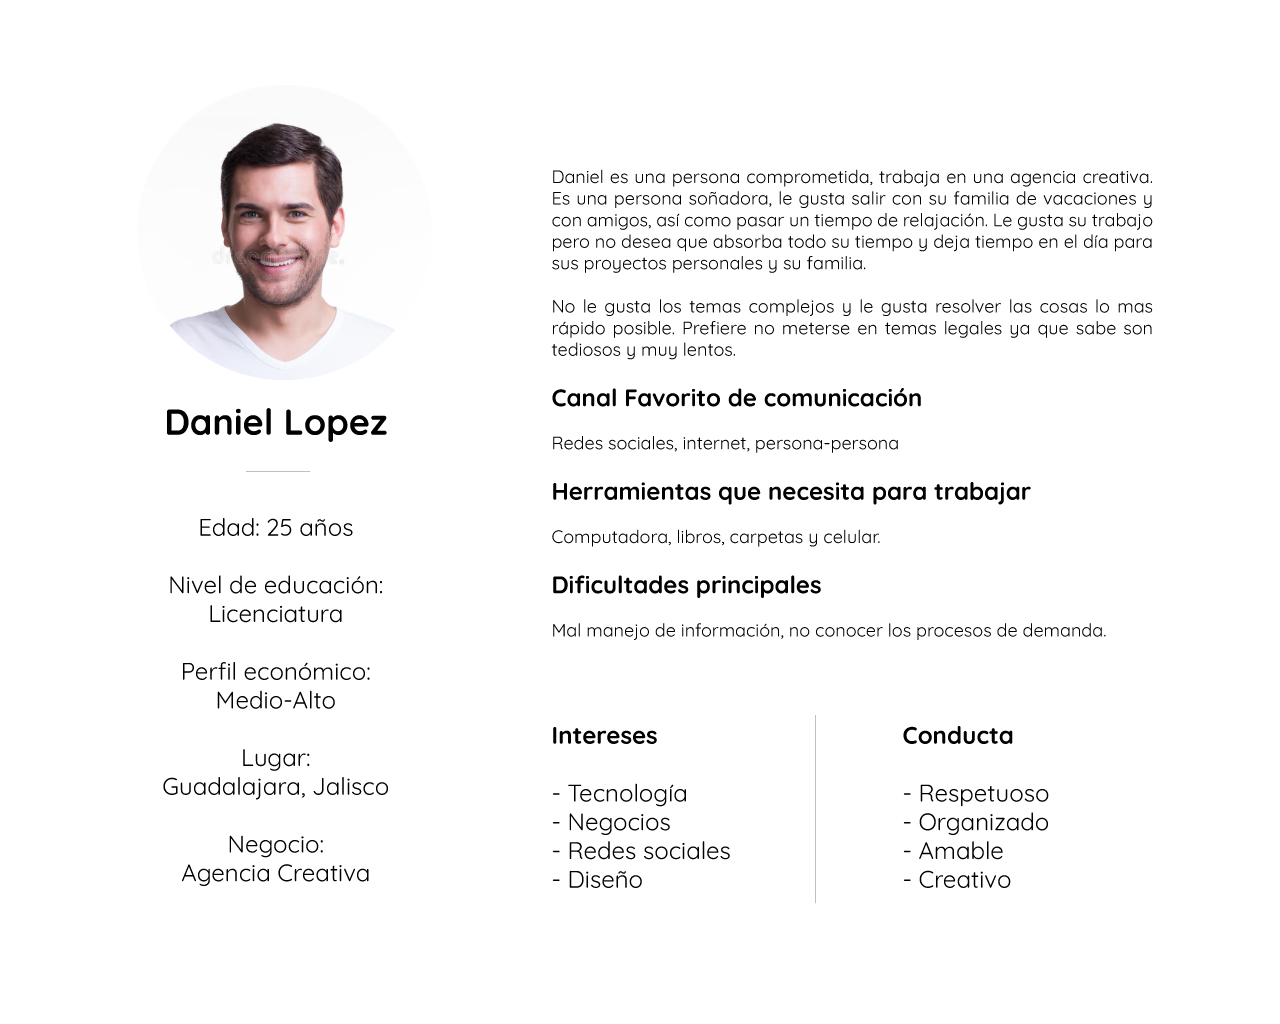 Daniel Lopez
Edad: 25 años
Nivel de educación:
Licenciatura
Perfil económico:
Medio-Alto
Lugar:
Guadalajara, Jalisco
Negocio:
Agencia Creativa
Daniel es una persona comprometida, trabaja en una agencia creativa.
Es una persona soñadora, le gusta salir con su familia de vacaciones y
con amigos, así como pasar un tiempo de relajación. Le gusta su trabajo
pero no desea que absorba todo su tiempo y deja tiempo en el día para
sus proyectos personales y su familia.
No le gusta los temas complejos y le gusta resolver las cosas lo mas
rápido posible. Prefiere no meterse en temas legales ya que sabe son
tediosos y muy lentos.
Canal Favorito de comunicación
Redes sociales, internet, persona-persona
Herramientas que necesita para trabajar
Computadora, libros, carpetas y celular.
Dificultades principales
Mal manejo de información, no conocer los procesos de demanda.
Intereses
- Tecnología
- Negocios
- Redes sociales
- Diseño
Conducta
- Respetuoso
- Organizado
- Amable
- Creativo